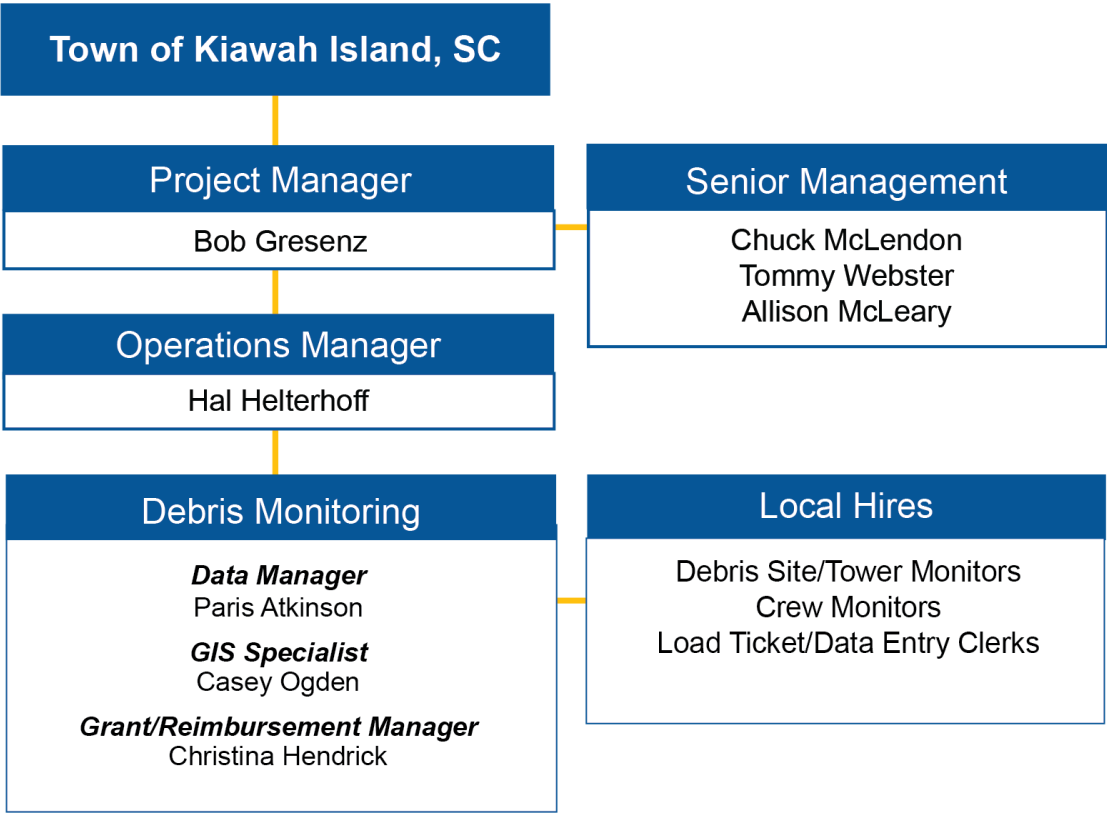 Town of Kiawah Island, SC
Project Manager
Bob Gresenz
Senior Management
Chuck McLendon
Tommy Webster
Allison McLeary
Operations Manager
Hal Helterhoff
Debris Monitoring
Data Manager
Paris Atkinson
GIS Specialist
Casey Ogden
Grant/Reimbursement Manager
Christina Hendrick
Local Hires
Debris Site/Tower Monitors
Crew Monitors
Load Ticket/Data Entry Clerks